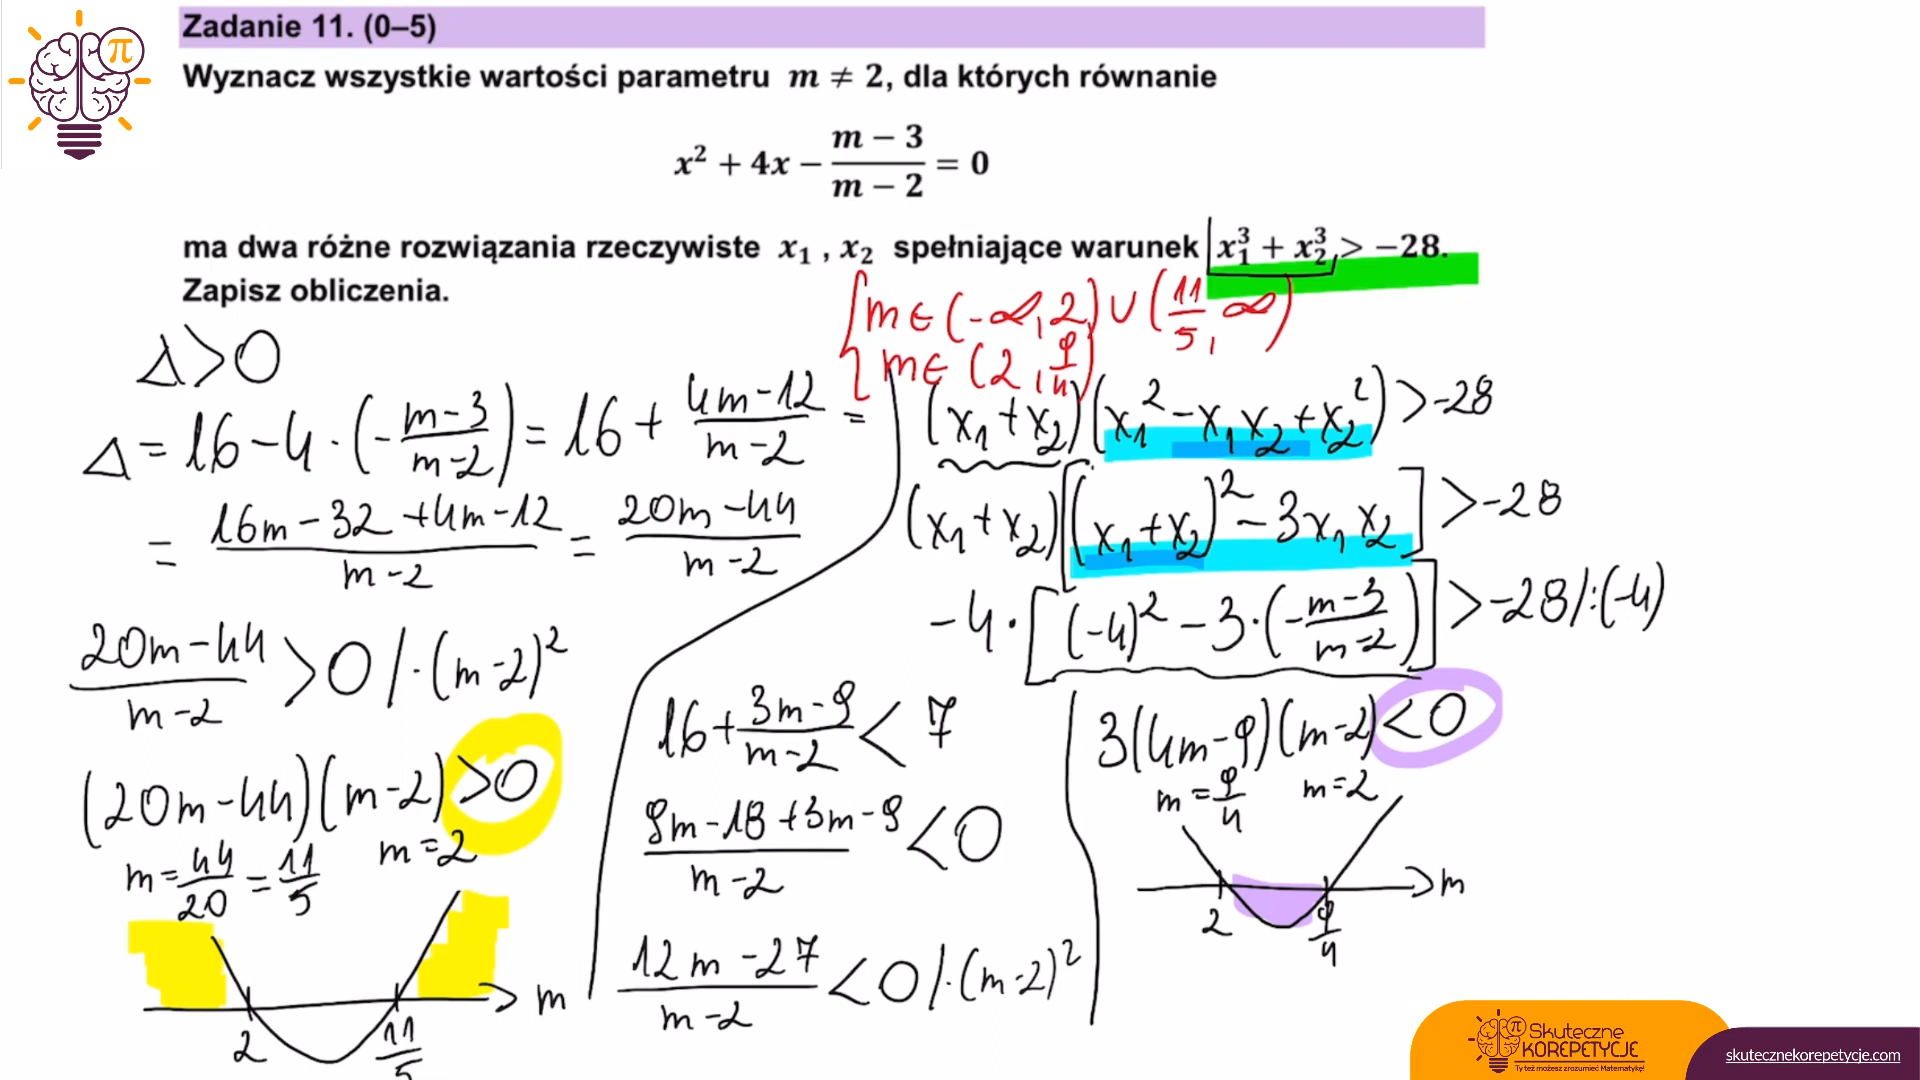 Zadanie 11. (0–5)
Wyznacz wszystkie wartości parametru m ≠ 2, dla których równanie
x² + 4x − (m − 3)/(m − 2) = 0
ma dwa różne rozwiązania rzeczywiste x₁ , x₂ spełniające warunek x₁³ + x₂³ > −28.
Zapisz obliczenia.
m ∈ (-∞, 2) ∪ (11/5, ∞)
m ∈ (2, 9/4)
Δ > 0
Δ = 16 − 4 · (− (m−3)/(m−2)) = 16 + (4m−12)/(m−2) =
= (16m − 32 + 4m − 12)/(m−2) = (20m − 44)/(m−2)
(20m − 44)/(m−2) > 0 /·(m−2)²
(20m − 44)(m−2) > 0
m = 44/20 = 11/5 m = 2
2 11/5 m
(x₁ + x₂)(x₁² − x₁x₂ + x₂²) > −28
(x₁ + x₂)[(x₁ + x₂)² − 3x₁x₂] > −28
−4 · [(−4)² − 3·(− (m−3)/(m−2))] > −28 /:(−4)
16 + (3m−9)/(m−2) < 7
(9m − 18 + 3m − 9)/(m−2) < 0
(12m − 27)/(m−2) < 0 /·(m−2)²
3(4m−9)(m−2) < 0
m = 9/4 m = 2
2 9/4 m
π
Skuteczne
KOREPETYCJE
Ty też możesz zrozumieć Matematykę!
skutecznekorepetycje.com